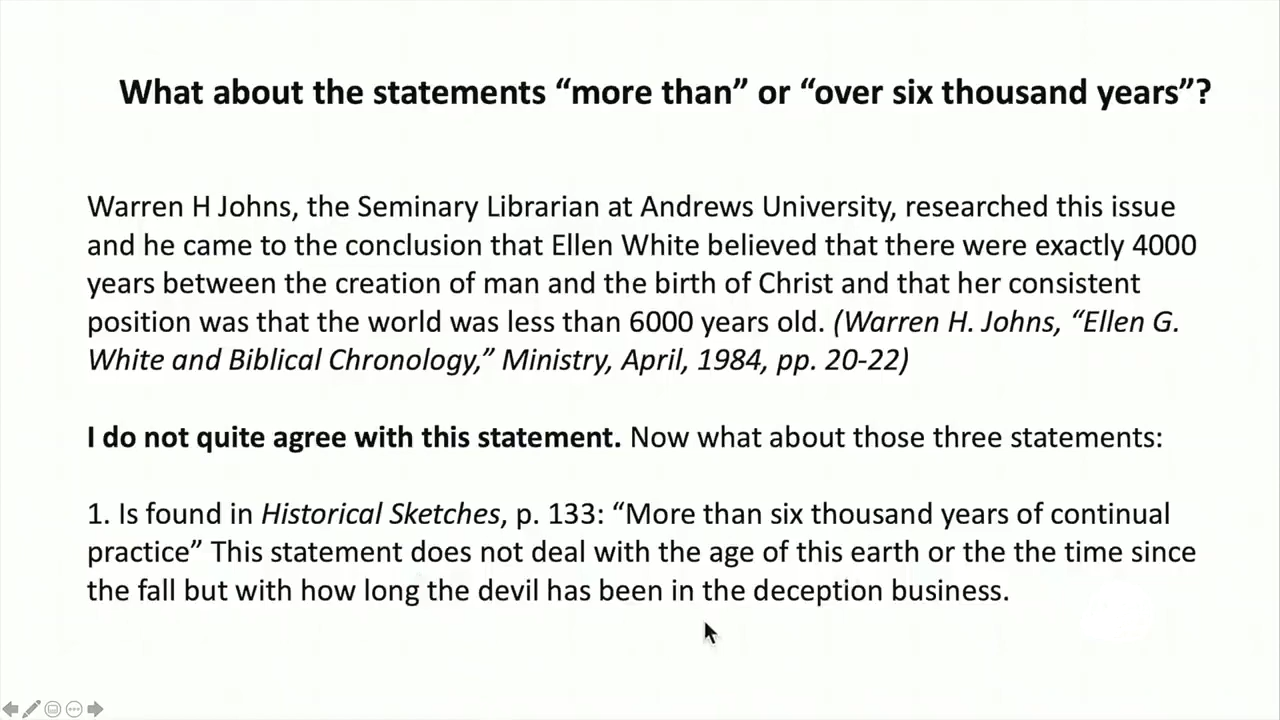 What about the statements “more than” or “over six thousand years”?
Warren H Johns, the Seminary Librarian at Andrews University, researched this issue
and he came to the conclusion that Ellen White believed that there were exactly 4000
years between the creation of man and the birth of Christ and that her consistent
position was that the world was less than 6000 years old. (Warren H. Johns, “Ellen G.
White and Biblical Chronology,” Ministry, April, 1984, pp. 20-22)
I do not quite agree with this statement. Now what about those three statements:
1. Is found in Historical Sketches, p. 133: “More than six thousand years of continual
practice” This statement does not deal with the age of this earth or the the time since
the fall but with how long the devil has been in the deception business.